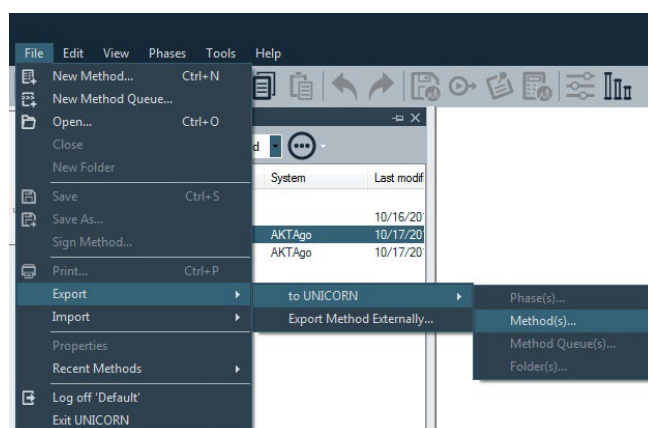 File Edit View Phases Tools Help
New Method... Ctrl+N
New Method Queue...
Open... Ctrl+O
Close
New Folder
Save Ctrl+S
Save As...
Sign Method...
Print... Ctrl+P
Export
Import
Properties
Recent Methods
Log off 'Default'
Exit UNICORN
d
System Last modif
10/16/20
AKTAgo 10/17/20
AKTAgo 10/17/20
to UNICORN
Export Method Externally...
Phase(s)...
Method(s)...
Method Queue(s)...
Folder(s)...